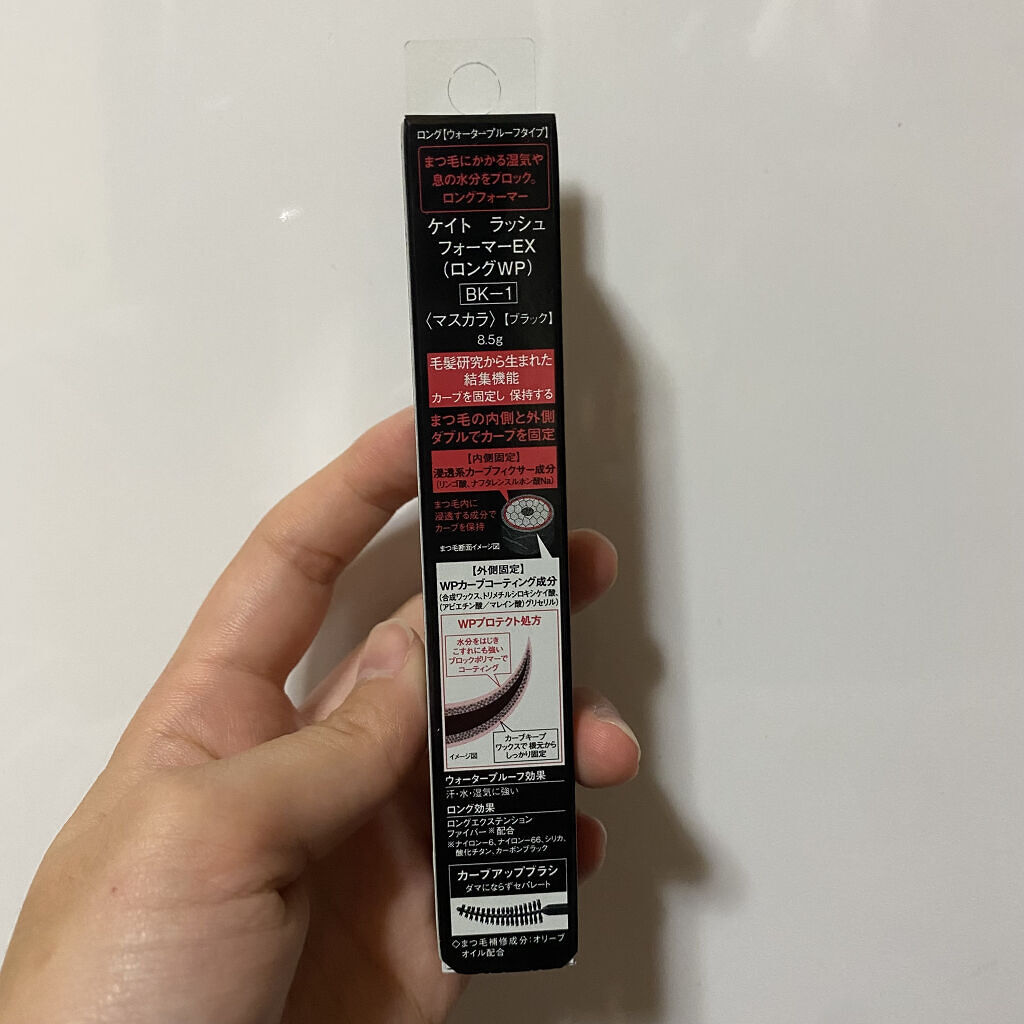 ロング【ウォータープルーフタイプ】
まつ毛にかかる湿気や
息の水分をブロック。
ロングフォーマー
ケイト ラッシュ
フォーマーEX
（ロングWP）
BK－1
〈マスカラ〉【ブラック】
8.5g
毛髪研究から生まれた
結集機能
カーブを固定し 保持する
まつ毛の内側と外側
ダブルでカーブを固定
【内側固定】
浸透系カーブフィクサー成分
（リンゴ酸、ナフタレンスルホン酸Na）
まつ毛内に
浸透する成分で
カーブを保持
まつ毛断面イメージ図
【外側固定】
WPカーブコーティング成分
（合成ワックス、トリメチルシロキシケイ酸、
（アビエチン酸／マレイン酸）グリセリル）
WPプロテクト処方
水分をはじき
こすれにも強い
ブロックポリマーで
コーティング
カーブキープ
ワックスで根元から
しっかり固定
イメージ図
ウォータープルーフ効果
汗・水・湿気に強い
ロング効果
ロングエクステンション
ファイバー※配合
※ナイロン－6、ナイロン－66、シリカ、
酸化チタン、カーボンブラック
カーブアップブラシ
ダマにならずセパレート
◇まつ毛補修成分：オリーブ
オイル配合